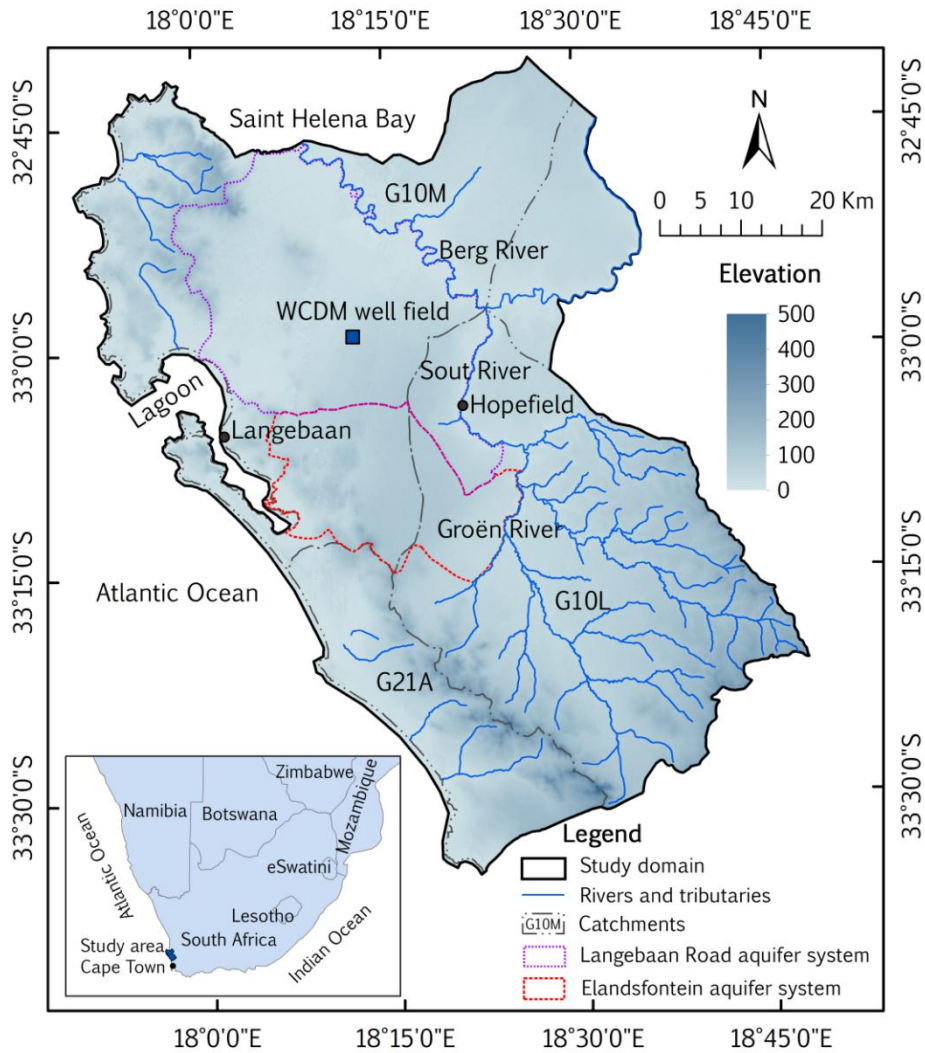 18°0'0"E 18°15'0"E 18°30'0"E
32°45'0"S
33°0'0"S
33°15'0"S
33°30'0"S
32°45'0"S
33°0'0"S
33°15'0"S
33°30'0"S
Saint Helena Bay
N
0 5 10 20 Km
G10M
Berg River
Elevation
500
400
300
200
100
0
WCDM well field
Sout River
Hopefield
Lagoon
Langebaan
Groën River
Atlantic Ocean
G10L
G21A
Zimbabwe
Mozambique
Namibia
Botswana
Atlantic Ocean
eSwatini
Lesotho
South Africa
Indian Ocean
Study area
Cape Town
Legend
Study domain
Rivers and tributaries
G10M Catchments
Langebaan Road aquifer system
Elandsfontein aquifer system
18°0'0"E 18°15'0"E 18°30'0"E 18°45'0"E